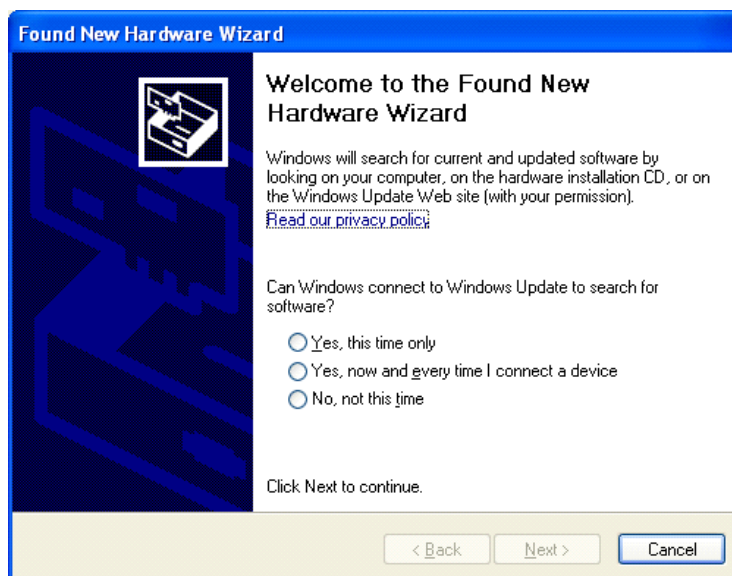 Found New Hardware Wizard
Welcome to the Found New
Hardware Wizard
Windows will search for current and updated software by
looking on your computer, on the hardware installation CD, or on
the Windows Update Web site (with your permission).
Read our privacy policy
Can Windows connect to Windows Update to search for
software?
Yes, this time only
Yes, now and every time I connect a device
No, not this time
Click Next to continue.
< Back Next > Cancel